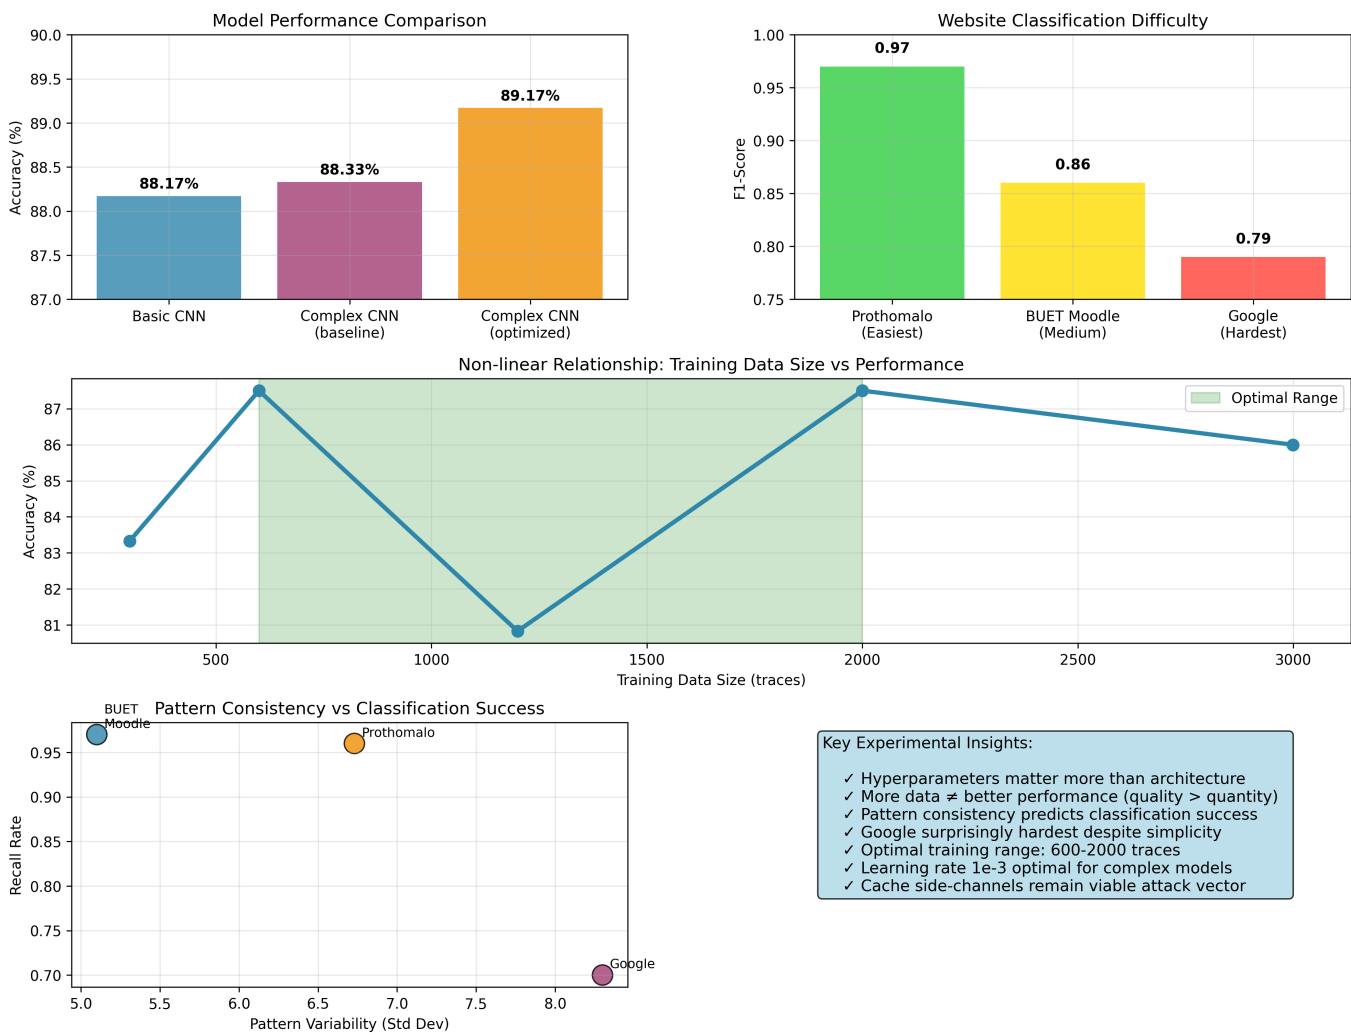 Model Performance Comparison
90.0
89.5
89.0
88.5
88.0
87.5
87.0
Accuracy (%)
88.17%
88.33%
89.17%
Basic CNN
Complex CNN
(baseline)
Complex CNN
(optimized)
Website Classification Difficulty
1.00
0.95
0.90
0.85
0.80
0.75
F1-Score
0.97
0.86
0.79
Prothomalo
(Easiest)
BUET Moodle
(Medium)
Google
(Hardest)
Non-linear Relationship: Training Data Size vs Performance
87
86
85
84
83
82
81
Accuracy (%)
Optimal Range
500
1000
1500
2000
2500
3000
Training Data Size (traces)
Pattern Consistency vs Classification Success
BUET
Moodle
Prothomalo
Google
0.95
0.90
0.85
0.80
0.75
0.70
Recall Rate
5.0
5.5
6.0
6.5
7.0
7.5
8.0
Pattern Variability (Std Dev)
Key Experimental Insights:
✓ Hyperparameters matter more than architecture
✓ More data ≠ better performance (quality > quantity)
✓ Pattern consistency predicts classification success
✓ Google surprisingly hardest despite simplicity
✓ Optimal training range: 600-2000 traces
✓ Learning rate 1e-3 optimal for complex models
✓ Cache side-channels remain viable attack vector